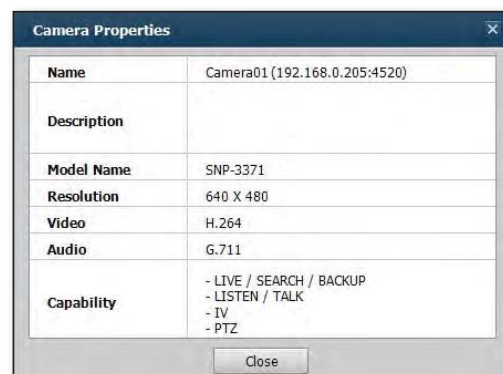 Camera Properties
Name Camera01 (192.168.0.205:4520)
Description
Model Name SNP-3371
Resolution 640 X 480
Video H.264
Audio G.711
Capability
- LIVE / SEARCH / BACKUP
- LISTEN / TALK
- IV
- PTZ
Close